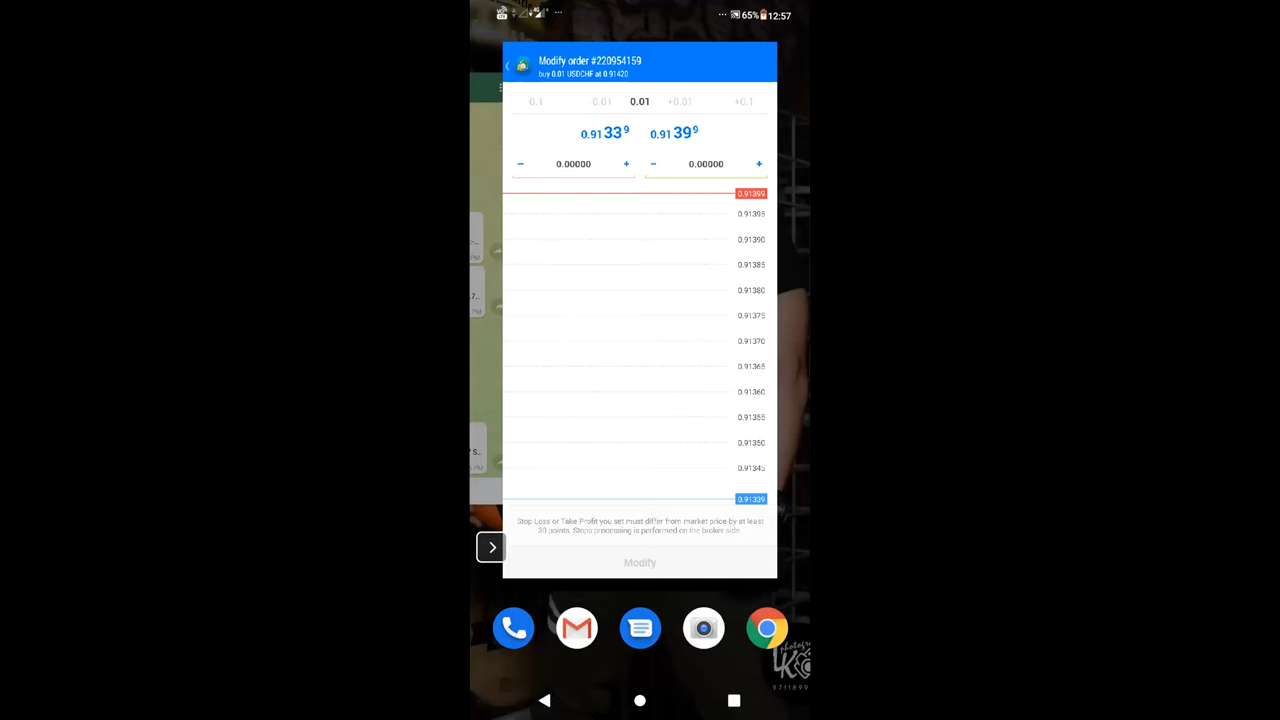 65% 12:57
Modify order #220954159
buy 0.01 USDCHF at 0.91420
0.1 -0.01 0.01 +0.01 +0.1
0.91339 0.91399
− 0.00000 + − 0.00000 +
0.91399
0.91395
0.91390
0.91385
0.91380
0.91375
0.91370
0.91365
0.91360
0.91355
0.91350
0.91345
0.91339
Stop Loss or Take Profit you set must differ from market price by at least
30 points. Stops processing is performed on the broker side.
Modify